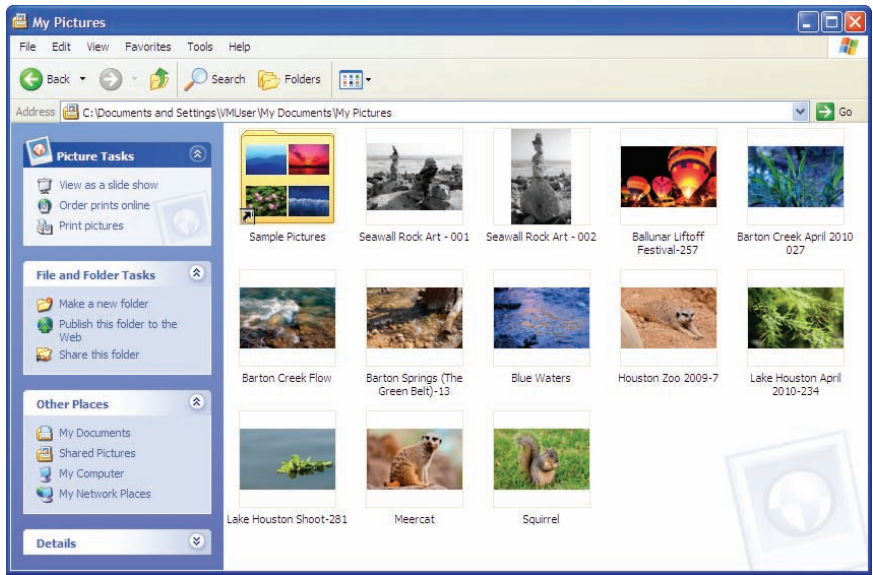 My Pictures
File Edit View Favorites Tools Help
Back Search Folders
Address C:\Documents and Settings\VMUser\My Documents\My Pictures Go
Picture Tasks
View as a slide show
Order prints online
Print pictures
File and Folder Tasks
Make a new folder
Publish this folder to the
Web
Share this folder
Other Places
My Documents
Shared Pictures
My Computer
My Network Places
Details
Sample Pictures
Seawall Rock Art - 001
Seawall Rock Art - 002
Ballunar Liftoff
Festival-257
Barton Creek April 2010
027
Barton Creek Flow
Barton Springs (The
Green Belt)-13
Blue Waters
Houston Zoo 2009-7
Lake Houston April
2010-234
Lake Houston Shoot-281
Meercat
Squirrel